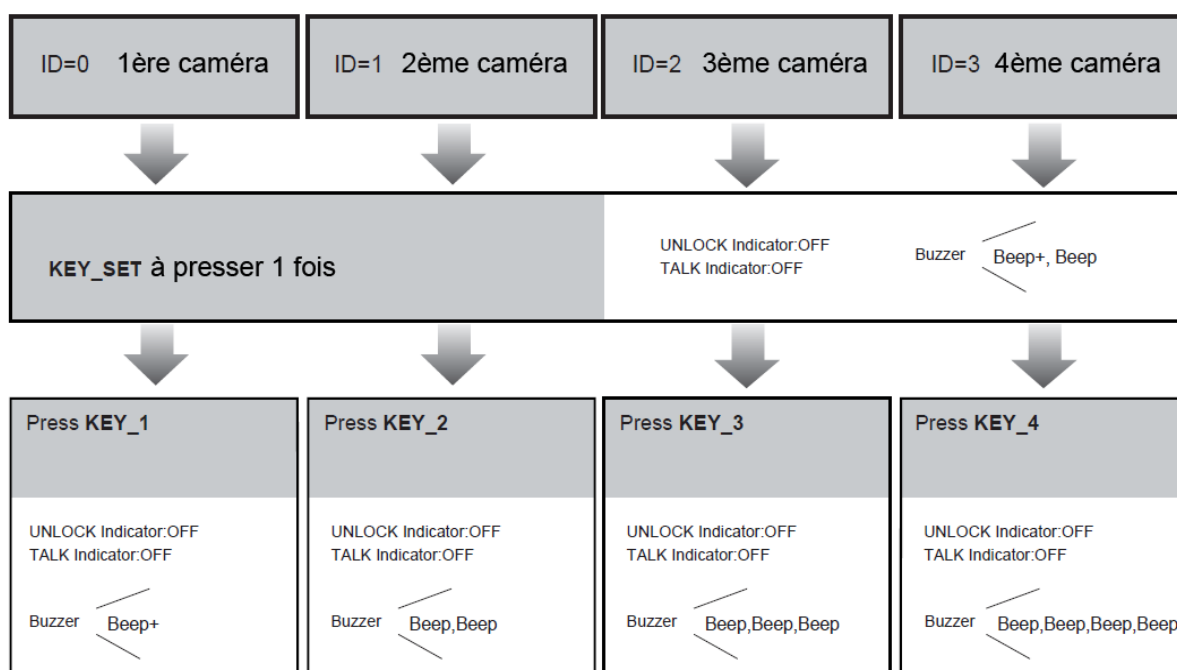 ID=0 1ère caméra
ID=1 2ème caméra
ID=2 3ème caméra
ID=3 4ème caméra
KEY_SET à presser 1 fois
UNLOCK Indicator:OFF
TALK Indicator:OFF
Buzzer Beep+, Beep
Press KEY_1
UNLOCK Indicator:OFF
TALK Indicator:OFF
Buzzer Beep+
Press KEY_2
UNLOCK Indicator:OFF
TALK Indicator:OFF
Buzzer Beep,Beep
Press KEY_3
UNLOCK Indicator:OFF
TALK Indicator:OFF
Buzzer Beep,Beep,Beep
Press KEY_4
UNLOCK Indicator:OFF
TALK Indicator:OFF
Buzzer Beep,Beep,Beep,Beep